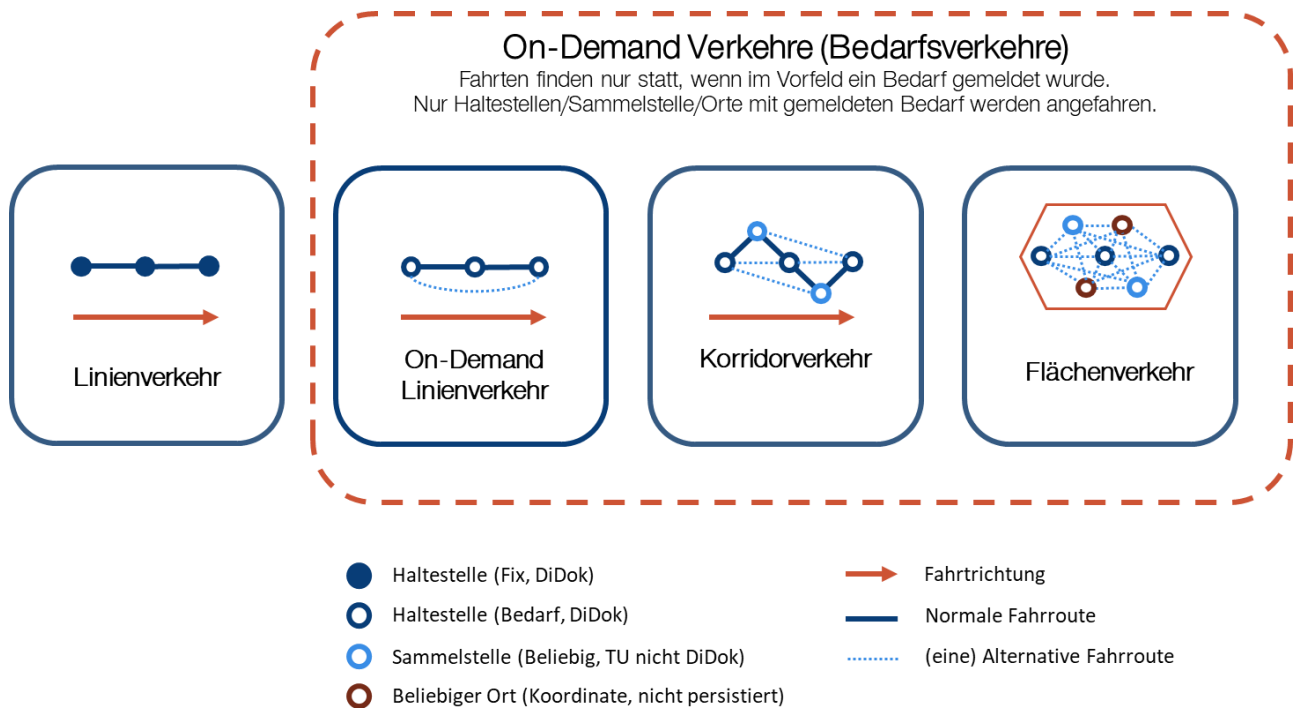 On-Demand Verkehre (Bedarfsverkehre)
Fahrten finden nur statt, wenn im Vorfeld ein Bedarf gemeldet wurde.
Nur Haltestellen/Sammelstelle/Orte mit gemeldeten Bedarf werden angefahren.
Linienverkehr
On-Demand
Linienverkehr
Korridorverkehr
Flächenverkehr
Haltestelle (Fix, DiDok)
Haltestelle (Bedarf, DiDok)
Sammelstelle (Beliebig, TU nicht DiDok)
Beliebiger Ort (Koordinate, nicht persistiert)
Fahrtrichtung
Normale Fahrroute
(eine) Alternative Fahrroute